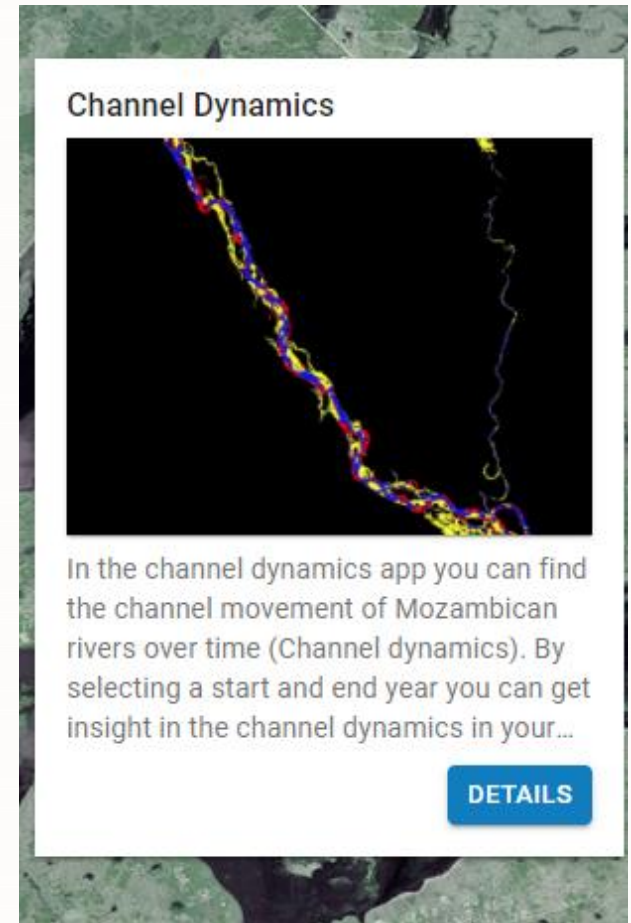 Channel Dynamics
In the channel dynamics app you can find
the channel movement of Mozambican
rivers over time (Channel dynamics). By
selecting a start and end year you can get
insight in the channel dynamics in your…
DETAILS